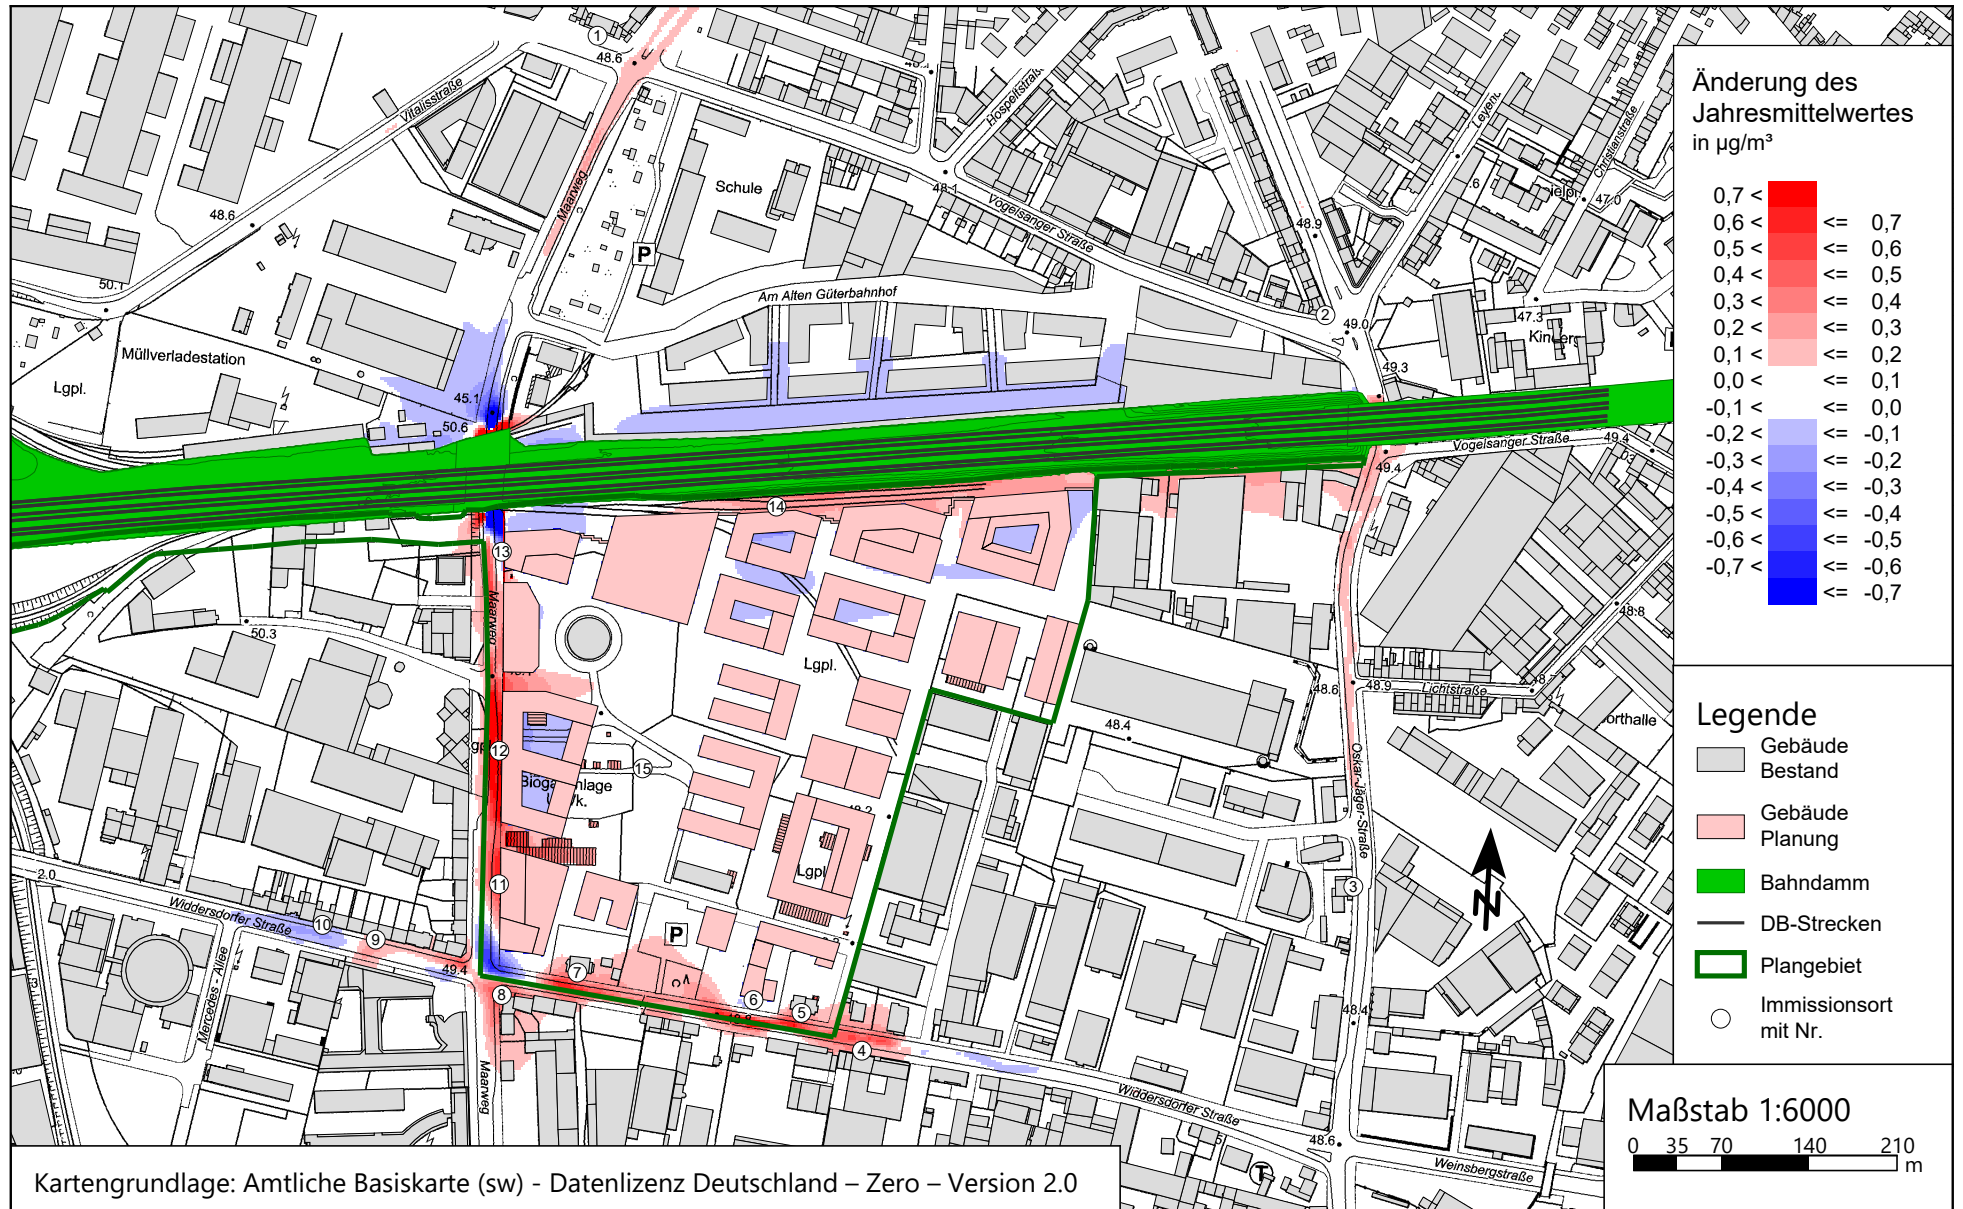 1
48.6
Vitalisstraße
Hospeltstraße
Leyend
Christianstraße
Maarweg
Schule
48.1
Vogelsanger Straße
48.6
P
48.9
47.0
50.1
Am Alten Güterbahnhof
2
49.0
47.3
Müllverladestation
Lgpl.
49.3
45.1
50.6
Vogelsanger Straße
49.4
49.4
14
13
Maarweg
50.3
48.8
Lgpl.
48.6
48.9
Lichtstraße
orthalle
48.4
12
15
Oskar-Jäger-Straße
Lgpl
11
3
2.0
Widdersdorfer Straße
10
9
Mercedes - Allee
49.4
P
7
8
6
5
4
48.4
Maarweg
Widdersdorfer Straße
48.6
Weinsbergstraße
T
Änderung des
Jahresmittelwertes
in µg/m³
0,7 <
0,6 < <= 0,7
0,5 < <= 0,6
0,4 < <= 0,5
0,3 < <= 0,4
0,2 < <= 0,3
0,1 < <= 0,2
0,0 < <= 0,1
-0,1 < <= 0,0
-0,2 < <= -0,1
-0,3 < <= -0,2
-0,4 < <= -0,3
-0,5 < <= -0,4
-0,6 < <= -0,5
-0,7 < <= -0,6
<= -0,7
Legende
Gebäude
Bestand
Gebäude
Planung
Bahndamm
DB-Strecken
Plangebiet
Immissionsort
mit Nr.
Maßstab 1:6000
0 35 70 140 210
m
Kartengrundlage: Amtliche Basiskarte (sw) - Datenlizenz Deutschland – Zero – Version 2.0